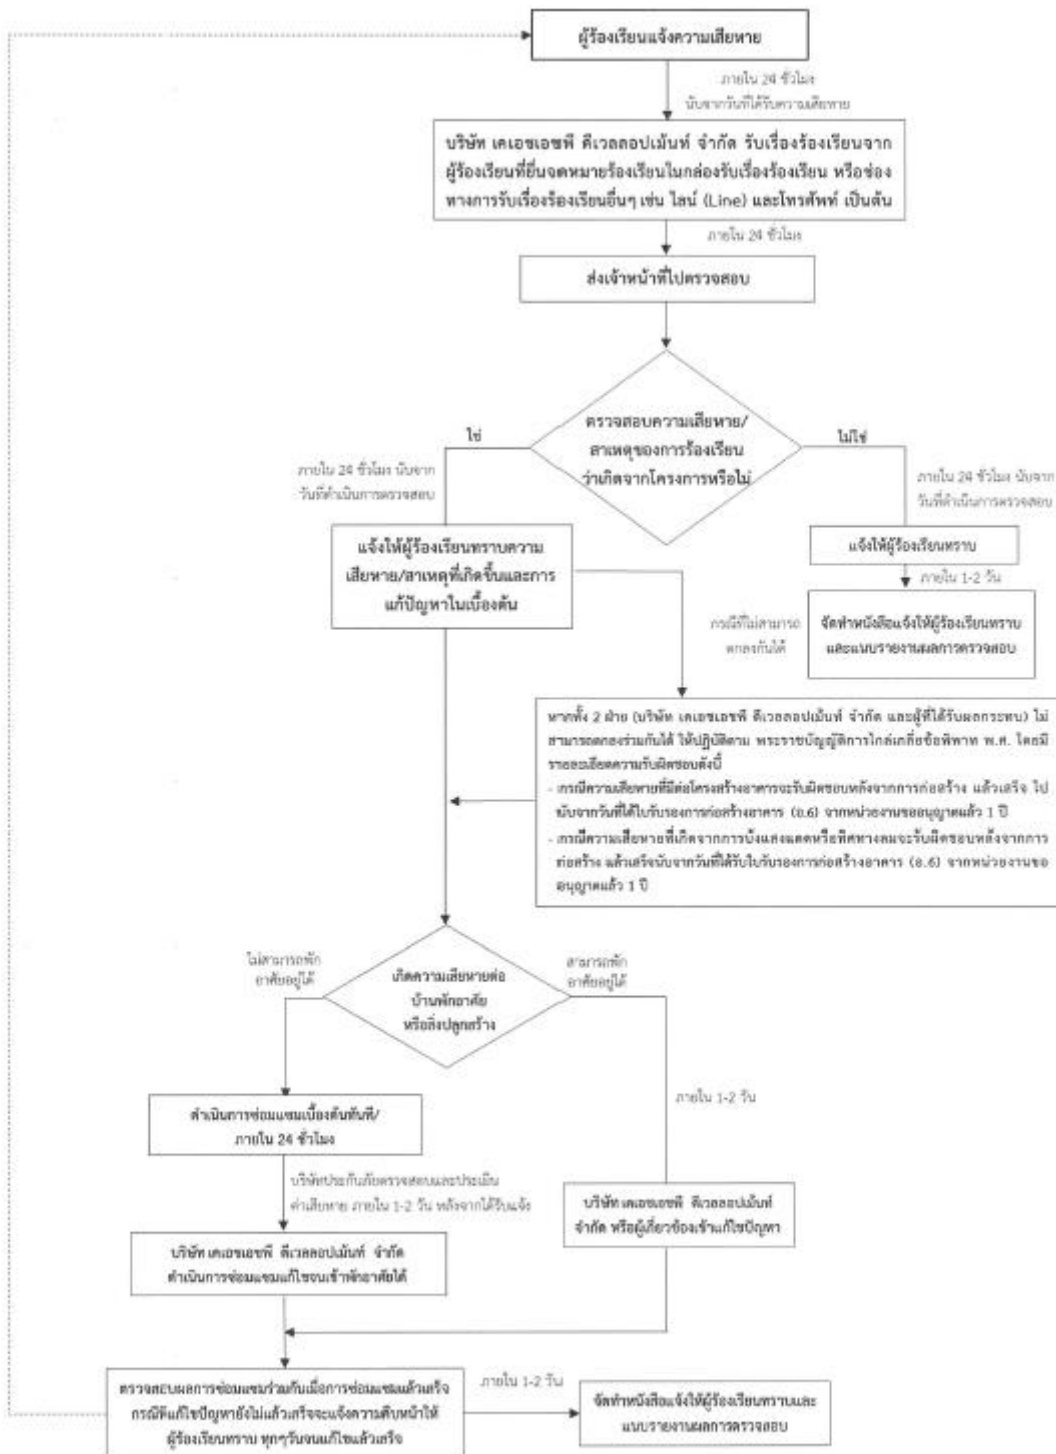 ผู้ร้องเรียนแจ้งความเสียหาย
ภายใน 24 ชั่วโมง
นับจากวันที่ได้รับความเสียหาย
บริษัท เคเอชเอชพี ดีเวลลอปเม้นท์ จำกัด รับเรื่องร้องเรียนจาก
ผู้ร้องเรียนที่ยื่นจดหมายร้องเรียนในกล่องรับเรื่องร้องเรียน หรือช่อง
ทางการรับเรื่องร้องเรียนอื่นๆ เช่น ไลน์ (Line) และโทรศัพท์ เป็นต้น
ภายใน 24 ชั่วโมง
ส่งเจ้าหน้าที่ไปตรวจสอบ
ตรวจสอบความเสียหาย/
สาเหตุของการร้องเรียน
ว่าเกิดจากโครงการหรือไม่
ใช่
ไม่ใช่
ภายใน 24 ชั่วโมง นับจาก
วันที่ดำเนินการตรวจสอบ
ภายใน 24 ชั่วโมง นับจาก
วันที่ดำเนินการตรวจสอบ
แจ้งให้ผู้ร้องเรียนทราบความ
เสียหาย/สาเหตุที่เกิดขึ้นและการ
แก้ปัญหาในเบื้องต้น
แจ้งให้ผู้ร้องเรียนทราบ
ภายใน 1-2 วัน
จัดทำหนังสือแจ้งให้ผู้ร้องเรียนทราบ
และแนบรายงานผลการตรวจสอบ
กรณีที่ไม่สามารถ
ตกลงกันได้
หากทั้ง 2 ฝ่าย (บริษัท เคเอชเอชพี ดีเวลลอปเม้นท์ จำกัด และผู้ที่ได้รับผลกระทบ) ไม่
สามารถตกลงร่วมกันได้ ให้ปฏิบัติตาม พระราชบัญญัติการไกล่เกลี่ยข้อพิพาท พ.ศ. โดยมี
รายละเอียดความรับผิดชอบดังนี้
- กรณีความเสียหายที่มีต่อโครงสร้างอาคารจะรับผิดชอบหลังจากการก่อสร้าง แล้วเสร็จ ไป
นับจากวันที่ได้ใบรับรองการก่อสร้างอาคาร (อ.6) จากหน่วยงานขออนุญาตแล้ว 1 ปี
- กรณีความเสียหายที่เกิดจากการบังแสงแดดหรือทิศทางลมจะรับผิดชอบหลังจากการ
ก่อสร้าง แล้วเสร็จนับจากวันที่ได้รับใบรับรองการก่อสร้างอาคาร (อ.6) จากหน่วยงานขอ
อนุญาตแล้ว 1 ปี
ไม่สามารถพัก
อาศัยอยู่ได้
เกิดความเสียหายต่อ
บ้านพักอาศัย
หรือสิ่งปลูกสร้าง
สามารถพัก
อาศัยอยู่ได้
ดำเนินการซ่อมแซมเบื้องต้นทันที/
ภายใน 24 ชั่วโมง
ภายใน 1-2 วัน
บริษัทประกันภัยตรวจสอบและประเมิน
ค่าเสียหาย ภายใน 1-2 วัน หลังจากได้รับแจ้ง
บริษัท เคเอชเอชพี ดีเวลลอปเม้นท์
จำกัด หรือผู้เกี่ยวข้องเข้าแก้ไขปัญหา
บริษัท เคเอชเอชพี ดีเวลลอปเม้นท์ จำกัด
ดำเนินการซ่อมแซมแก้ไขจนเข้าพักอาศัยได้
ตรวจสอบผลการซ่อมแซมร่วมกันเมื่อการซ่อมแซมแล้วเสร็จ
กรณีที่แก้ไขปัญหายังไม่แล้วเสร็จจะแจ้งความคืบหน้าให้
ผู้ร้องเรียนทราบ ทุกๆวันจนแก้ไขแล้วเสร็จ
ภายใน 1-2 วัน
จัดทำหนังสือแจ้งให้ผู้ร้องเรียนทราบและ
แนบรายงานผลการตรวจสอบ